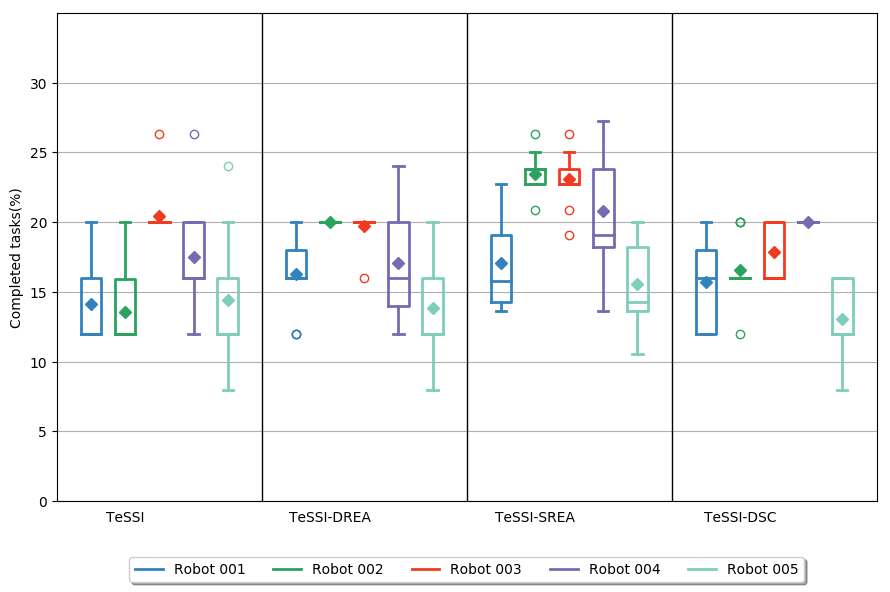 Completed tasks(%)
30
25
20
15
10
5
0
TeSSI TeSSI-DREA TeSSI-SREA TeSSI-DSC
Robot 001 Robot 002 Robot 003 Robot 004 Robot 005